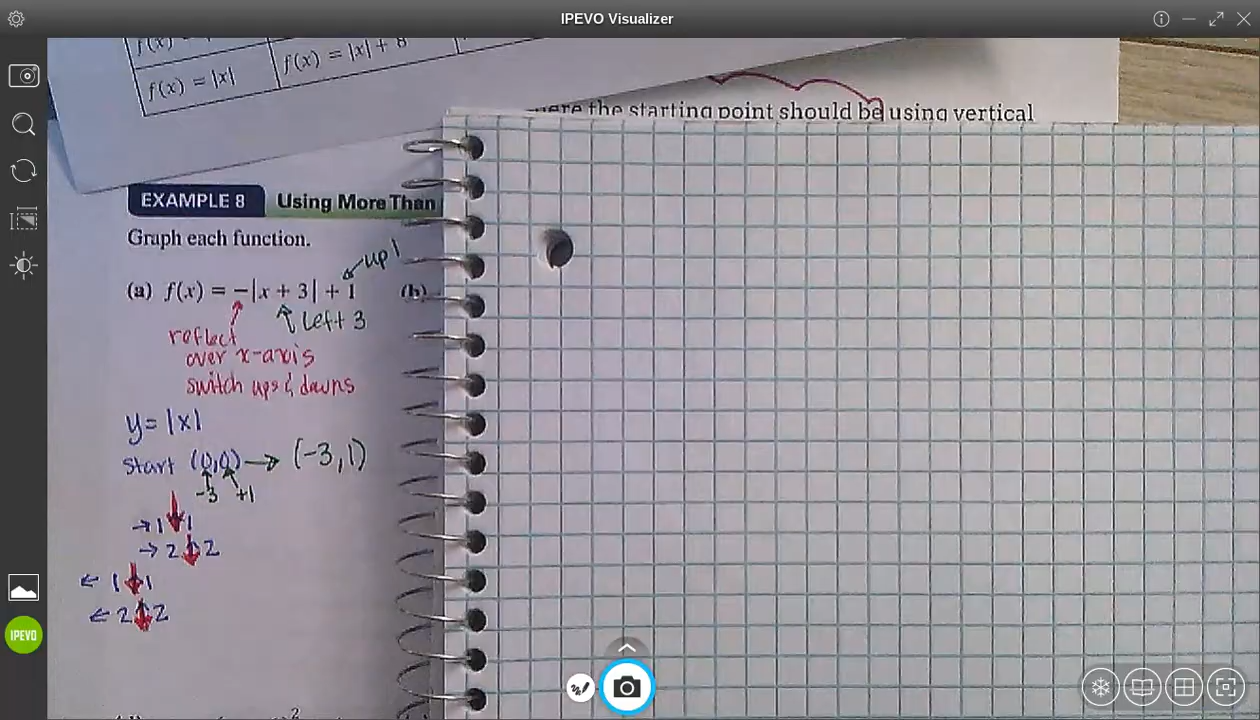 IPEVO Visualizer
f(x) = |x| + 8
f(x) = |x|
the starting point should be using vertical
EXAMPLE 8 Using More Than
Graph each function.
up 1
(a) f(x) = −|x + 3| + 1 (b)
left 3
reflect
over x-axis
switch ups & downs
y = |x|
start (0,0) → (-3,1)
-3 +1
→ 1 ↓ 1
→ 2 ↓ 2
← 1 ↓ 1
← 2 ↓ 2
IPEVO